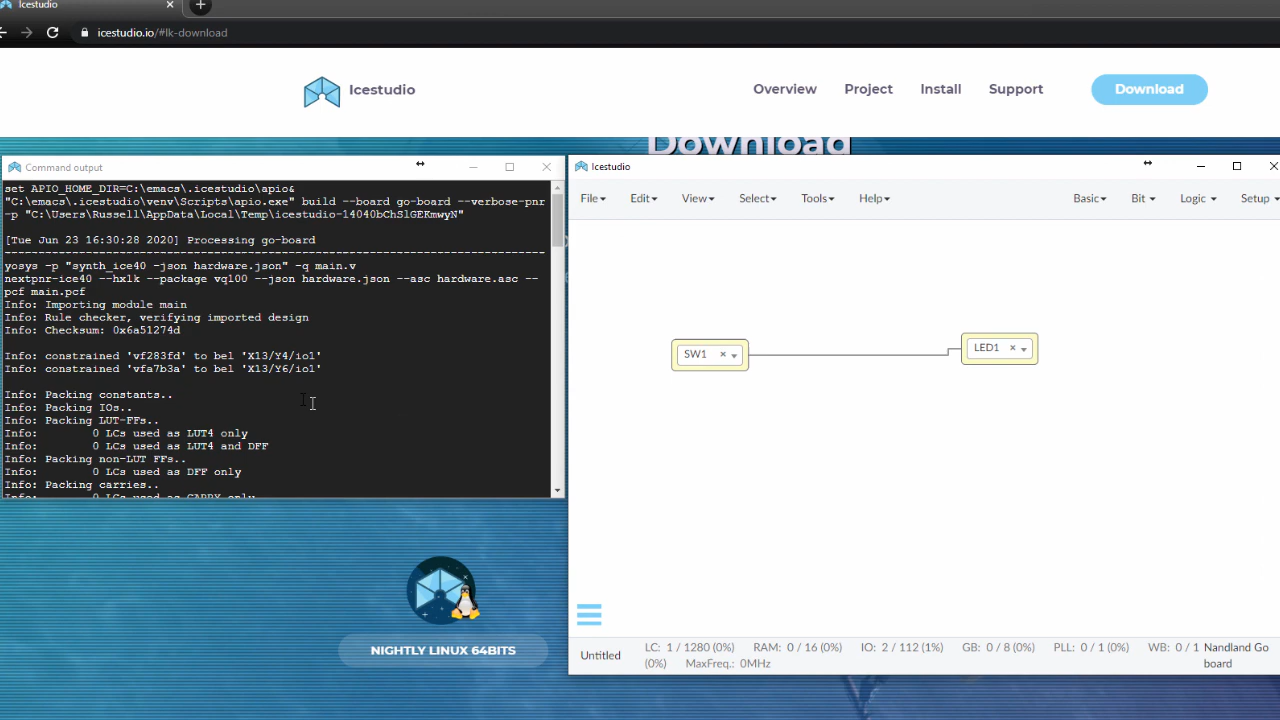 Icestudio
icestudio.io/#lk-download
Icestudio
Overview
Project
Install
Support
Download
Download
Command output
set APIO_HOME_DIR=C:\emacs\.icestudio\apio&
"C:\emacs\.icestudio\venv\Scripts\apio.exe" build --board go-board --verbose-pnr
-p "C:\Users\Russell\AppData\Local\Temp\icestudio-14040bChSlGEKmwyN"
[Tue Jun 23 16:30:28 2020] Processing go-board
--------------------------------------------------------------------------------
yosys -p "synth_ice40 -json hardware.json" -q main.v
nextpnr-ice40 --hx1k --package vq100 --json hardware.json --asc hardware.asc --
pcf main.pcf
Info: Importing module main
Info: Rule checker, verifying imported design
Info: Checksum: 0x6a51274d
Info: constrained 'vf283fd' to bel 'X13/Y4/io1'
Info: constrained 'vfa7b3a' to bel 'X13/Y6/io1'
Info: Packing constants..
Info: Packing IOs..
Info: Packing LUT-FFs..
Info: 0 LCs used as LUT4 only
Info: 0 LCs used as LUT4 and DFF
Info: Packing non-LUT FFs..
Info: 0 LCs used as DFF only
Info: Packing carries..
Info: 0 LCs used as CARRY only
Icestudio
File
Edit
View
Select
Tools
Help
Basic
Bit
Logic
Setup
SW1
LED1
Untitled
LC: 1 / 1280 (0%) RAM: 0 / 16 (0%) IO: 2 / 112 (1%) GB: 0 / 8 (0%) PLL: 0 / 1 (0%) WB: 0 / 1
(0%) MaxFreq.: 0MHz
Nandland Go
board
NIGHTLY LINUX 64BITS